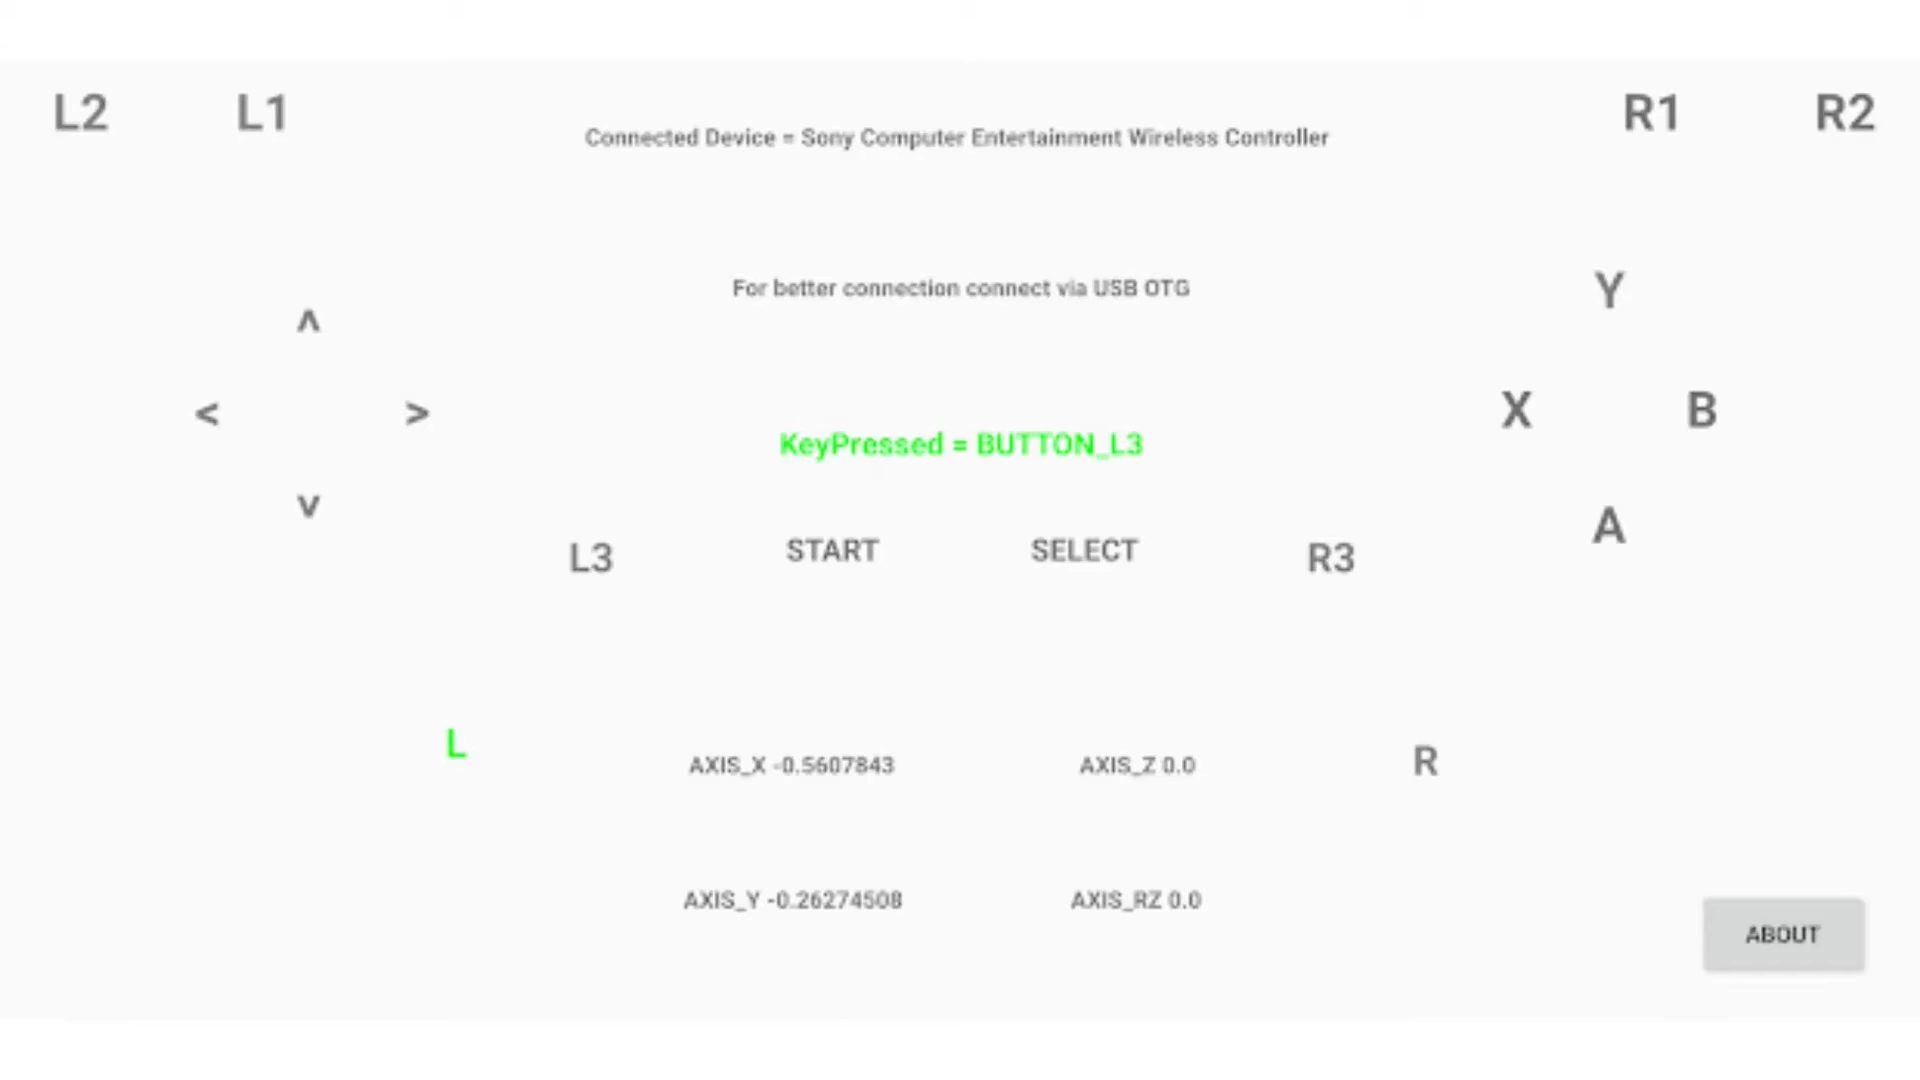 L2 L1 R1 R2
Connected Device = Sony Computer Entertainment Wireless Controller
For better connection connect via USB OTG
Y
^
< > X B
KeyPressed = BUTTON_L3
v
A
L3 START SELECT R3
L
AXIS_X -0.5607843 AXIS_Z 0.0 R
AXIS_Y -0.26274508 AXIS_RZ 0.0
ABOUT